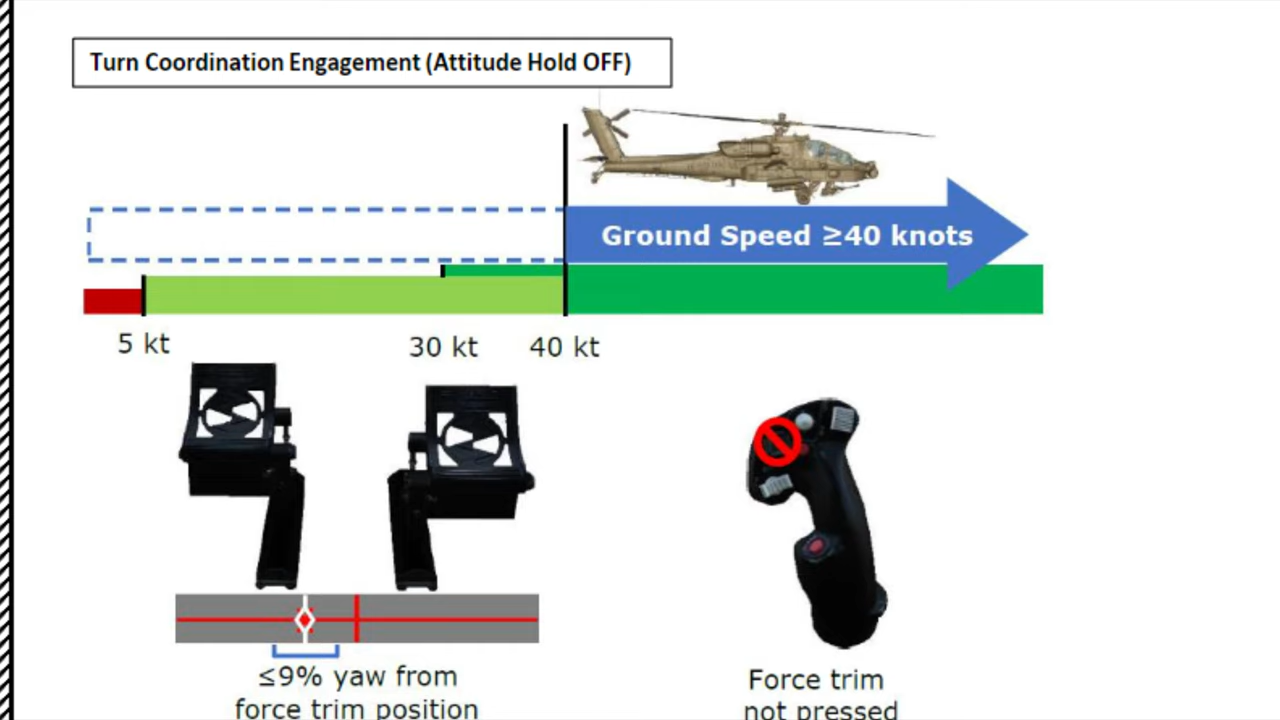 Turn Coordination Engagement (Attitude Hold OFF)
Ground Speed ≥40 knots
5 kt
30 kt
40 kt
≤9% yaw from
force trim position
Force trim
not pressed